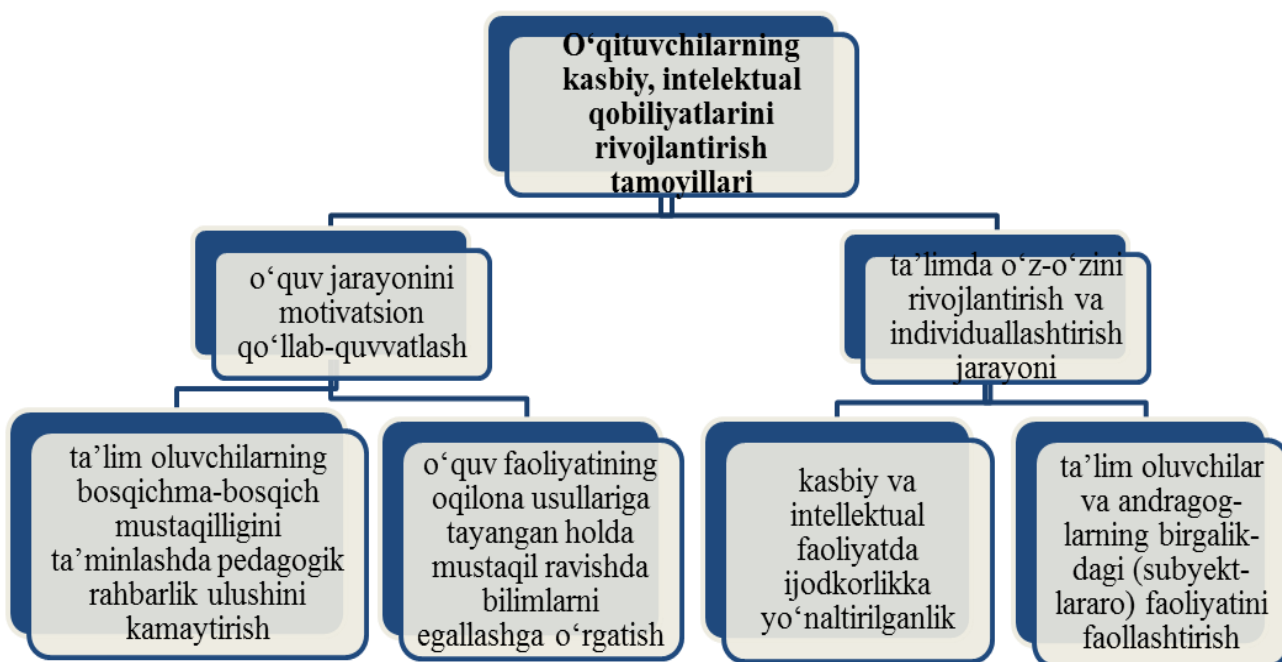 O‘qituvchilarning
kasbiy, intelektual
qobiliyatlarini
rivojlantirish
tamoyillari
o‘quv jarayonini
motivatsion
qo‘llab-quvvatlash
ta’limda o‘z-o‘zini
rivojlantirish va
individuallashtirish
jarayoni
ta’lim oluvchilarning
bosqichma-bosqich
mustaqilligini
ta’minlashda pedagogik
rahbarlik ulushini
kamaytirish
o‘quv faoliyatining
oqilona usullariga
tayangan holda
mustaqil ravishda
bilimlarni
egallashga o‘rgatish
kasbiy va
intellektual
faoliyatda
ijodkorlikka
yo‘naltirilganlik
ta’lim oluvchilar
va andragog-
larning birgalik-
dagi (subyekt-
lararo) faoliyatini
faollashtirish